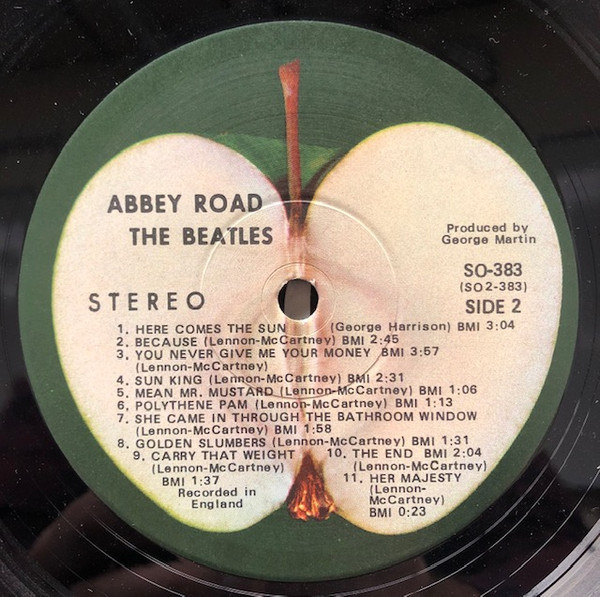 ABBEY ROAD
THE BEATLES
Produced by
George Martin
STEREO
SO-383
(SO2-383)
SIDE 2
1. HERE COMES THE SUN (George Harrison) BMI 3:04
2. BECAUSE (Lennon-McCartney) BMI 2:45
3. YOU NEVER GIVE ME YOUR MONEY BMI 3:57
(Lennon-McCartney)
4. SUN KING (Lennon-McCartney) BMI 2:31
5. MEAN MR. MUSTARD (Lennon-McCartney) BMI 1:06
6. POLYTHENE PAM (Lennon-McCartney) BMI 1:13
7. SHE CAME IN THROUGH THE BATHROOM WINDOW
(Lennon-McCartney) BMI 1:58
8. GOLDEN SLUMBERS (Lennon-McCartney) BMI 1:31
9. CARRY THAT WEIGHT
(Lennon-McCartney)
BMI 1:37
10. THE END BMI 2:04
(Lennon-McCartney)
11. HER MAJESTY
(Lennon-
McCartney)
BMI 0:23
Recorded in
England